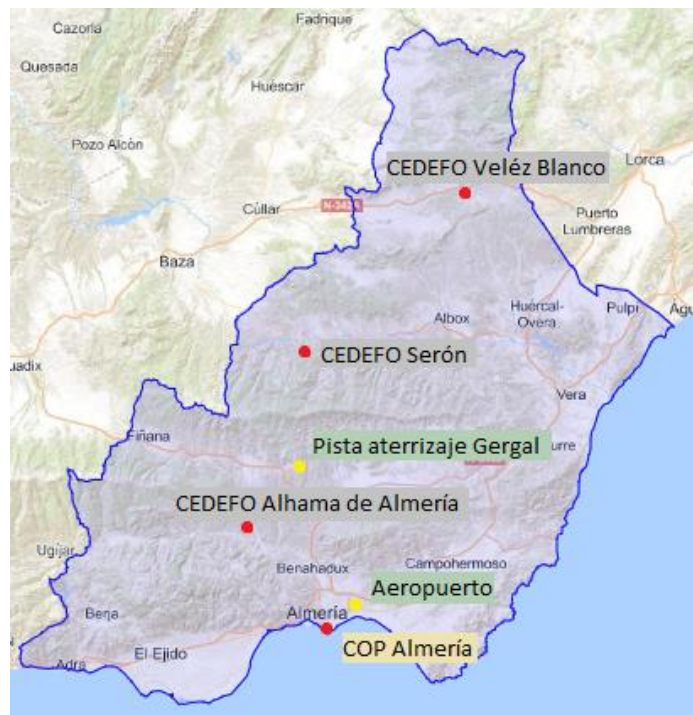 Fadrique
Cazorla
Quesada
Huéscar
Pozo Alcón
CEDEFO Veléz Blanco
Lorca
N-342A
Cúllar
Puerto
Lumbreras
Baza
Huércal-
Overa
Pulpí
Águ
Albox
CEDEFO Serón
uadix
Vera
Fiñana
Pista aterrizaje Gergal
urre
CEDEFO Alhama de Almería
Ugíjar
Benahadux
Campohermoso
Aeropuerto
Berja
Almería
COP Almería
El Ejido
Adra